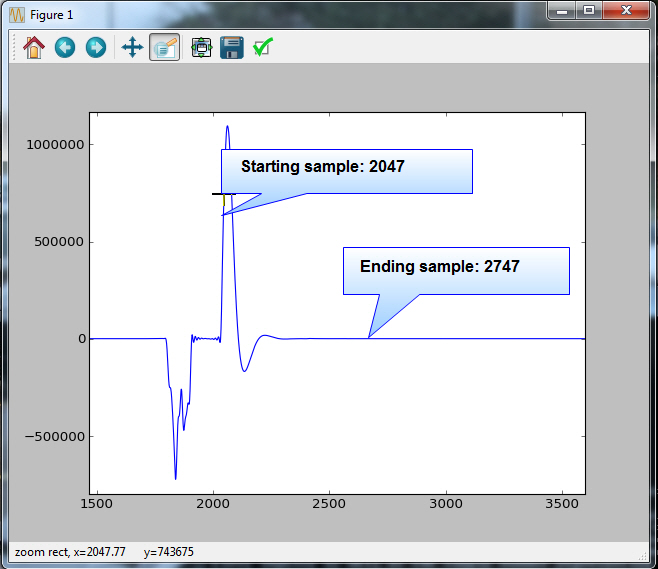 Figure 1
1000000
500000
0
−500000
1500
2000
2500
3000
3500
Starting sample: 2047
Ending sample: 2747
zoom rect, x=2047.77 y=743675